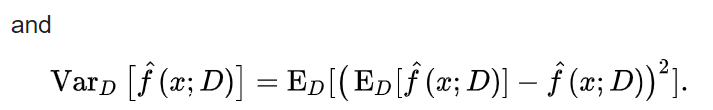 and
Var_D [f̂ (x; D)] = E_D[(E_D[f̂ (x; D)] − f̂ (x; D))²].